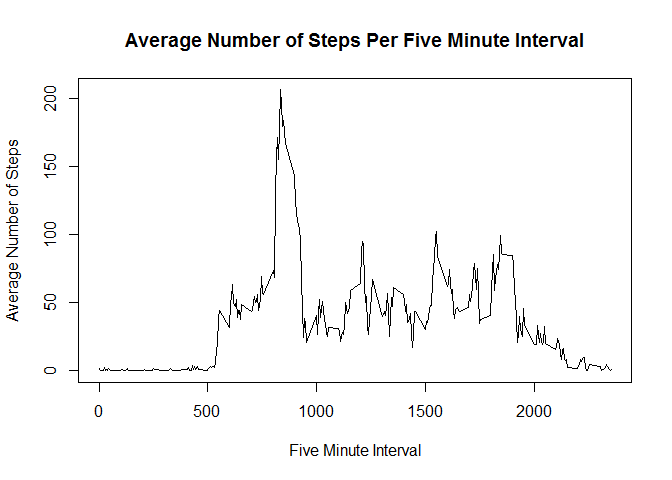 Average Number of Steps Per Five Minute Interval
Average Number of Steps
200
150
100
50
0
0 500 1000 1500 2000
Five Minute Interval